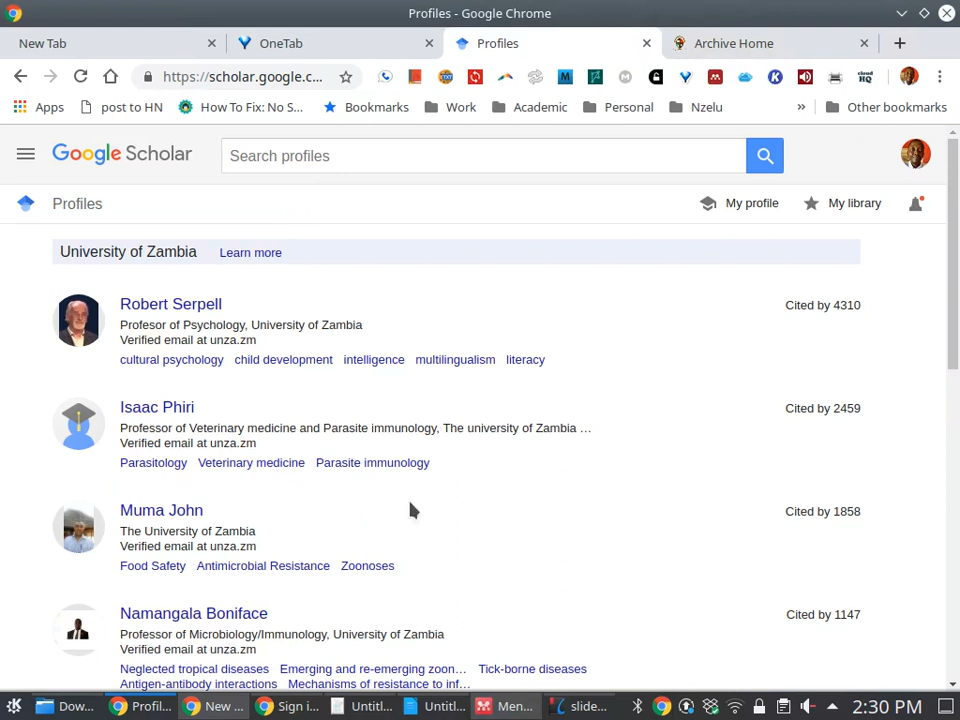 Profiles - Google Chrome
New Tab
OneTab
Profiles
Archive Home
https://scholar.google.c...
cloud HQ
Apps
post to HN
How To Fix: No S...
Bookmarks
Work
Academic
Personal
Nzelu
»
Other bookmarks
Google Scholar
Search profiles
Profiles
My profile
My library
University of Zambia
Learn more
Robert Serpell
Cited by 4310
Profesor of Psychology, University of Zambia
Verified email at unza.zm
cultural psychology child development intelligence multilingualism literacy
Isaac Phiri
Cited by 2459
Professor of Veterinary medicine and Parasite immunology, The university of Zambia ...
Verified email at unza.zm
Parasitology Veterinary medicine Parasite immunology
Muma John
Cited by 1858
The University of Zambia
Verified email at unza.zm
Food Safety Antimicrobial Resistance Zoonoses
Namangala Boniface
Cited by 1147
Professor of Microbiology/Immunology, University of Zambia
Verified email at unza.zm
Neglected tropical diseases Emerging and re-emerging zoon... Tick-borne diseases
Antigen-antibody interactions Mechanisms of resistance to inf...
Dow...
Profil...
New ...
Sign i...
Untitl...
Untitl...
Men...
slide...
2:30 PM